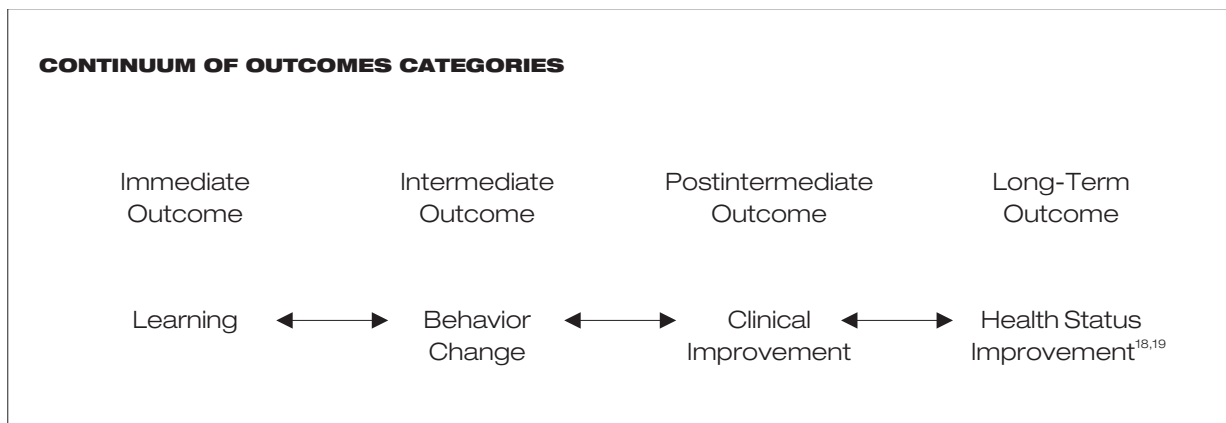 CONTINUUM OF OUTCOMES CATEGORIES
Immediate
Outcome
Intermediate
Outcome
Postintermediate
Outcome
Long-Term
Outcome
Learning
Behavior
Change
Clinical
Improvement
Health Status
Improvement18,19